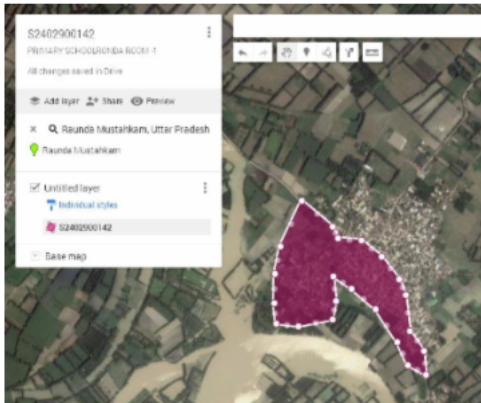 S2402900142
PRIMARY SCHOOLRONDA ROOM -1
All changes saved in Drive
Add layer Share Preview
Raunda Mustahkam, Uttar Pradesh
Raunda Mustahkam
Untitled layer
Individual styles
S2402900142
Base map